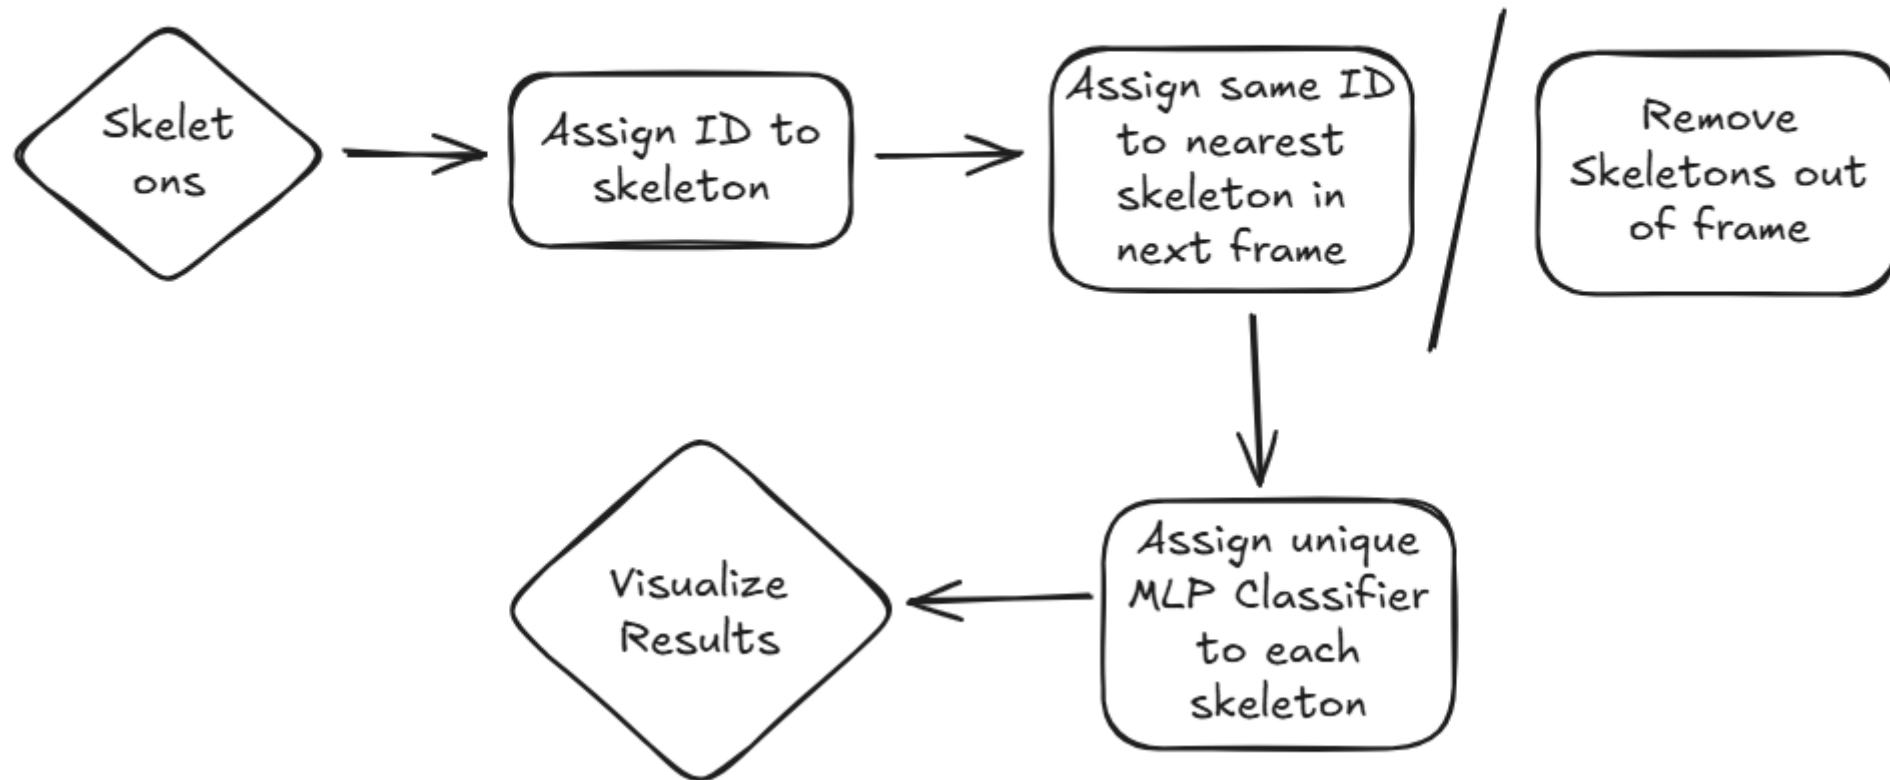 Skelet
ons
Assign ID to
skeleton
Assign same ID
to nearest
skeleton in
next frame
Remove
Skeletons out
of frame
Assign unique
MLP Classifier
to each
skeleton
Visualize
Results